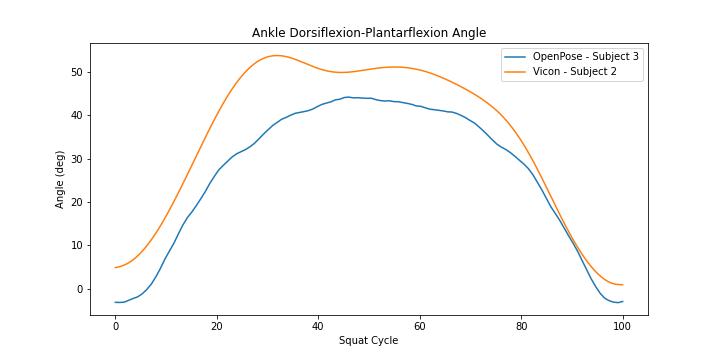 Ankle Dorsiflexion-Plantarflexion Angle
OpenPose - Subject 3
Vicon - Subject 2
Angle (deg)
50
40
30
20
10
0
0 20 40 60 80 100
Squat Cycle